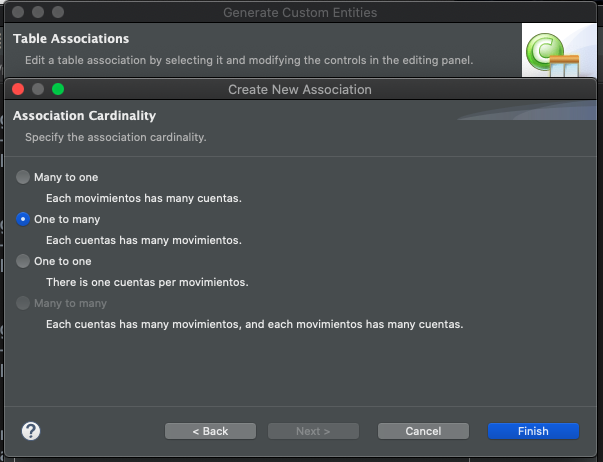 Generate Custom Entities
Table Associations
Edit a table association by selecting it and modifying the controls in the editing panel.
Create New Association
Association Cardinality
Specify the association cardinality.
Many to one
Each movimientos has many cuentas.
One to many
Each cuentas has many movimientos.
One to one
There is one cuentas per movimientos.
Many to many
Each cuentas has many movimientos, and each movimientos has many cuentas.
?
< Back
Next >
Cancel
Finish